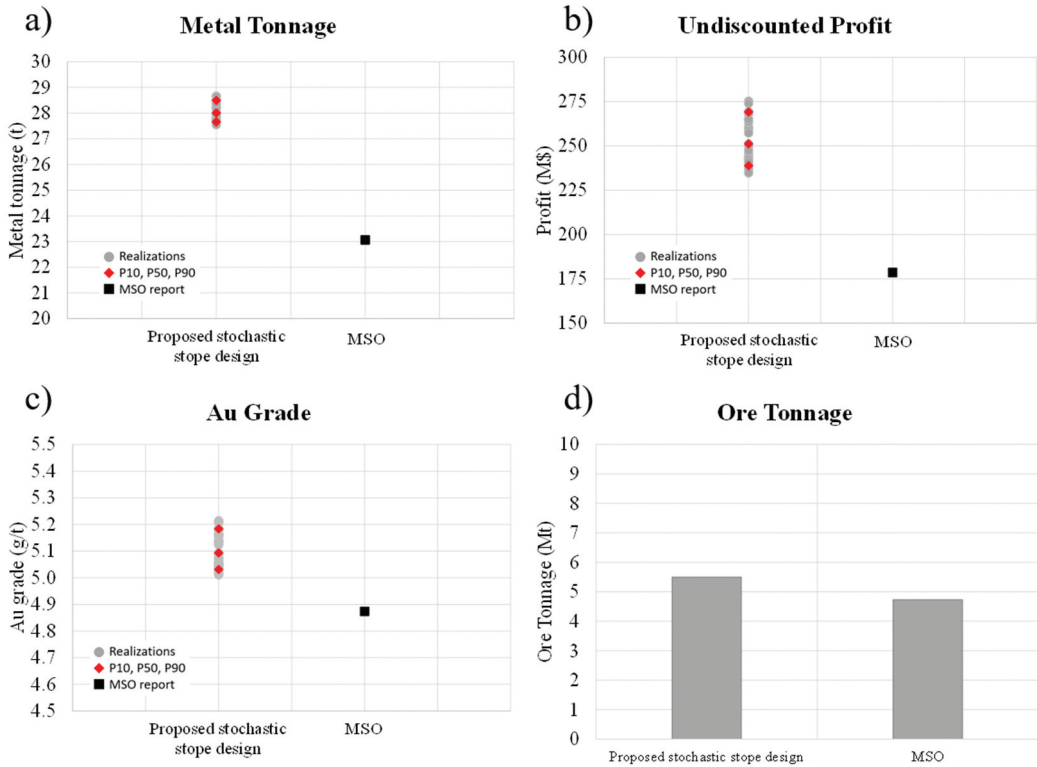 a)
Metal Tonnage
Metal tonnage (t)
30
29
28
27
26
25
24
23
22
21
20
Realizations
P10, P50, P90
MSO report
Proposed stochastic
stope design
MSO
b)
Undiscounted Profit
Profit (M$)
300
275
250
225
200
175
150
Realizations
P10, P50, P90
MSO report
Proposed stochastic
stope design
MSO
c)
Au Grade
Au grade (g/t)
5.5
5.4
5.3
5.2
5.1
5.0
4.9
4.8
4.7
4.6
4.5
Realizations
P10, P50, P90
MSO report
Proposed stochastic
stope design
MSO
d)
Ore Tonnage
Ore Tonnage (Mt)
10
9
8
7
6
5
4
3
2
1
0
Proposed stochastic stope design
MSO